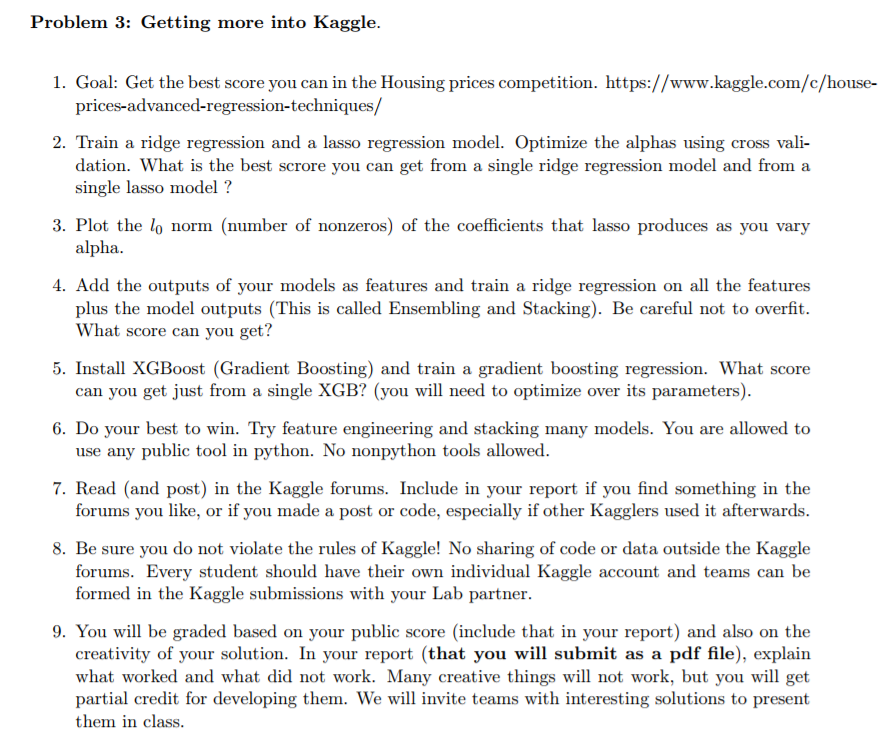 Problem 3: Getting more into Kaggle.
1. Goal: Get the best score you can in the Housing prices competition. https://www.kaggle.com/c/house-
prices-advanced-regression-techniques/
2. Train a ridge regression and a lasso regression model. Optimize the alphas using cross vali-
dation. What is the best scrore you can get from a single ridge regression model and from a
single lasso model ?
3. Plot the l0 norm (number of nonzeros) of the coefficients that lasso produces as you vary
alpha.
4. Add the outputs of your models as features and train a ridge regression on all the features
plus the model outputs (This is called Ensembling and Stacking). Be careful not to overfit.
What score can you get?
5. Install XGBoost (Gradient Boosting) and train a gradient boosting regression. What score
can you get just from a single XGB? (you will need to optimize over its parameters).
6. Do your best to win. Try feature engineering and stacking many models. You are allowed to
use any public tool in python. No nonpython tools allowed.
7. Read (and post) in the Kaggle forums. Include in your report if you find something in the
forums you like, or if you made a post or code, especially if other Kagglers used it afterwards.
8. Be sure you do not violate the rules of Kaggle! No sharing of code or data outside the Kaggle
forums. Every student should have their own individual Kaggle account and teams can be
formed in the Kaggle submissions with your Lab partner.
9. You will be graded based on your public score (include that in your report) and also on the
creativity of your solution. In your report (that you will submit as a pdf file), explain
what worked and what did not work. Many creative things will not work, but you will get
partial credit for developing them. We will invite teams with interesting solutions to present
them in class.